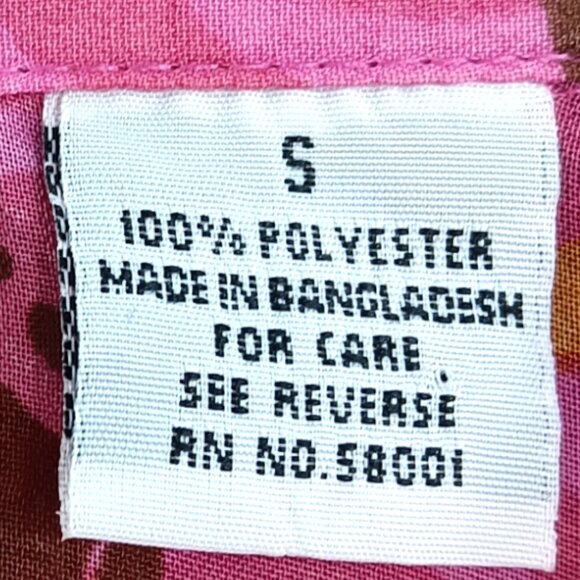 S
100% POLYESTER
MADE IN BANGLADESH
FOR CARE
SEE REVERSE
RN NO.58001